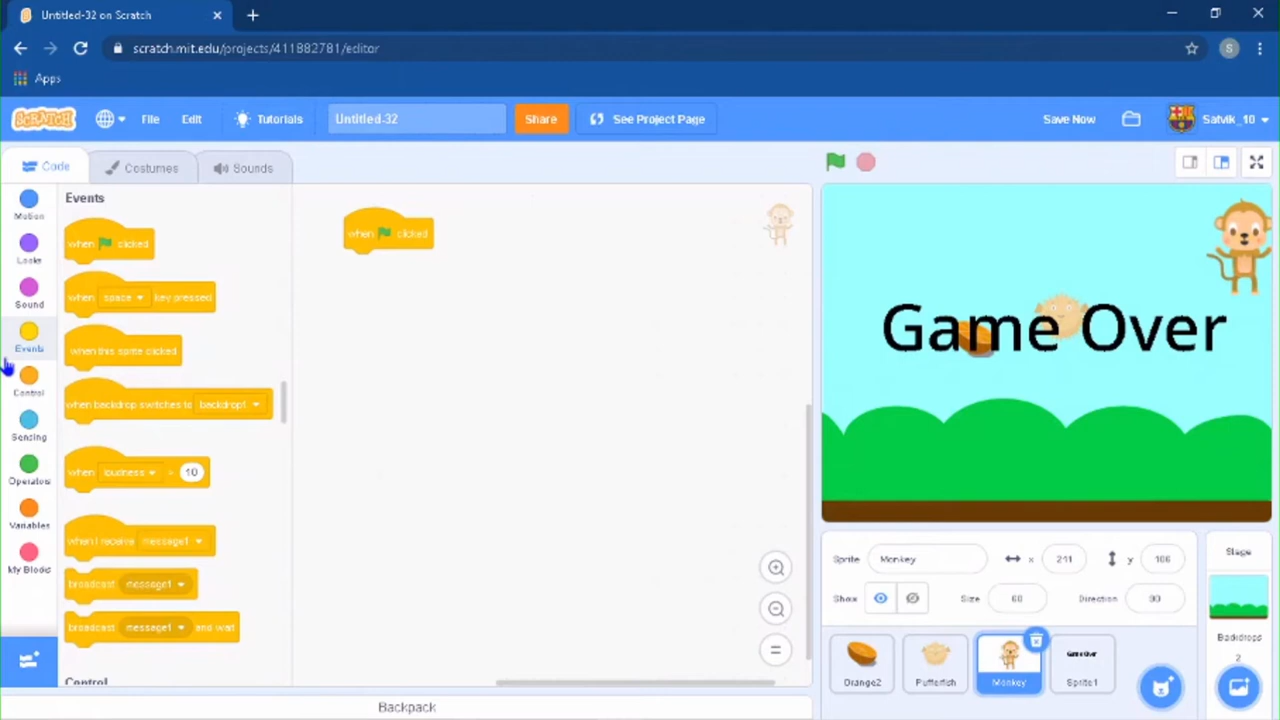 Untitled-32 on Scratch
scratch.mit.edu/projects/411882781/editor
S
Apps
SCRATCH
File
Edit
Tutorials
Untitled-32
Share
See Project Page
Save Now
Satvik_10
Code
Costumes
Sounds
Motion
Looks
Sound
Events
Control
Sensing
Operators
Variables
My Blocks
Events
when clicked
when space key pressed
when this sprite clicked
when backdrop switches to backdrop1
when loudness > 10
when I receive message1
broadcast message1
broadcast message1 and wait
Control
when clicked
Game Over
Sprite Monkey x 241 y 106
Show Size 60 Direction 90
Orange2
Pufferfish
Monkey
Game Over
Sprite1
Stage
Backdrops
2
Backpack